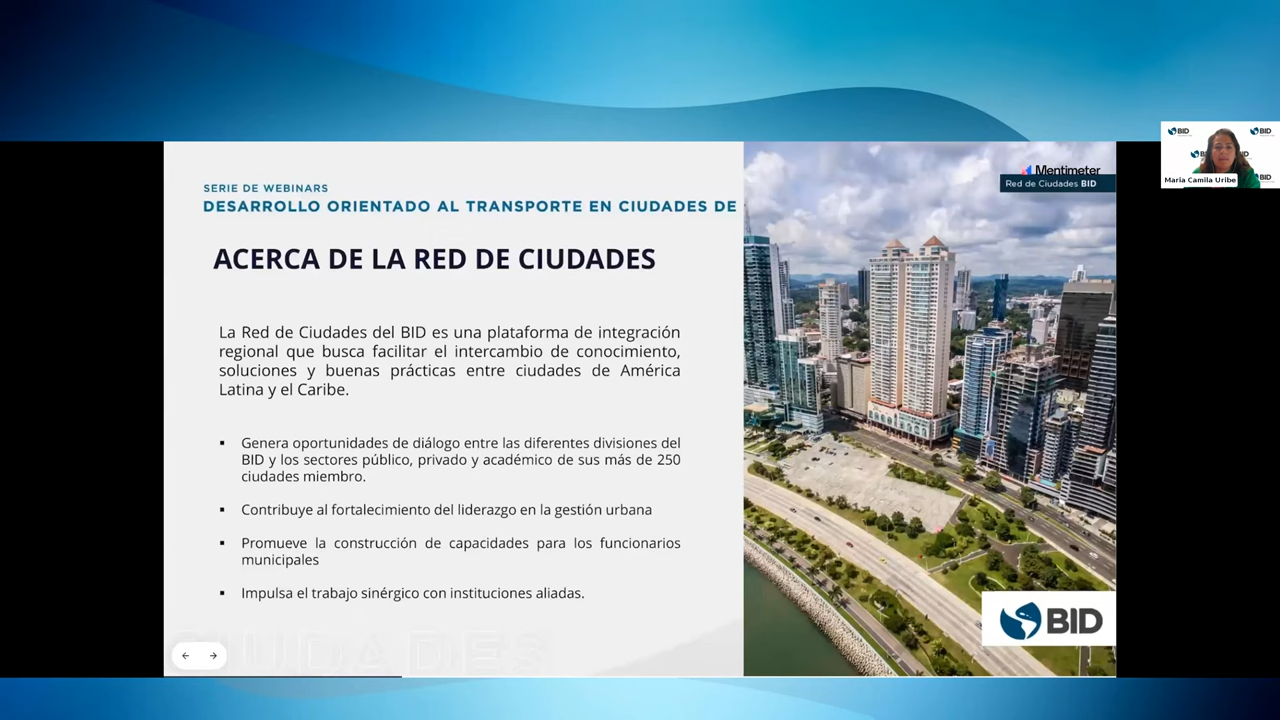 SERIE DE WEBINARS
DESARROLLO ORIENTADO AL TRANSPORTE EN CIUDADES DE
Mentimeter
Red de Ciudades BID
ACERCA DE LA RED DE CIUDADES
La Red de Ciudades del BID es una plataforma de integración
regional que busca facilitar el intercambio de conocimiento,
soluciones y buenas prácticas entre ciudades de América
Latina y el Caribe.
▪ Genera oportunidades de diálogo entre las diferentes divisiones del
BID y los sectores público, privado y académico de sus más de 250
ciudades miembro.
▪ Contribuye al fortalecimiento del liderazgo en la gestión urbana
▪ Promueve la construcción de capacidades para los funcionarios
municipales
▪ Impulsa el trabajo sinérgico con instituciones aliadas.
CIUDADES
BID
BID
BID
BID
Maria Camila Uribe